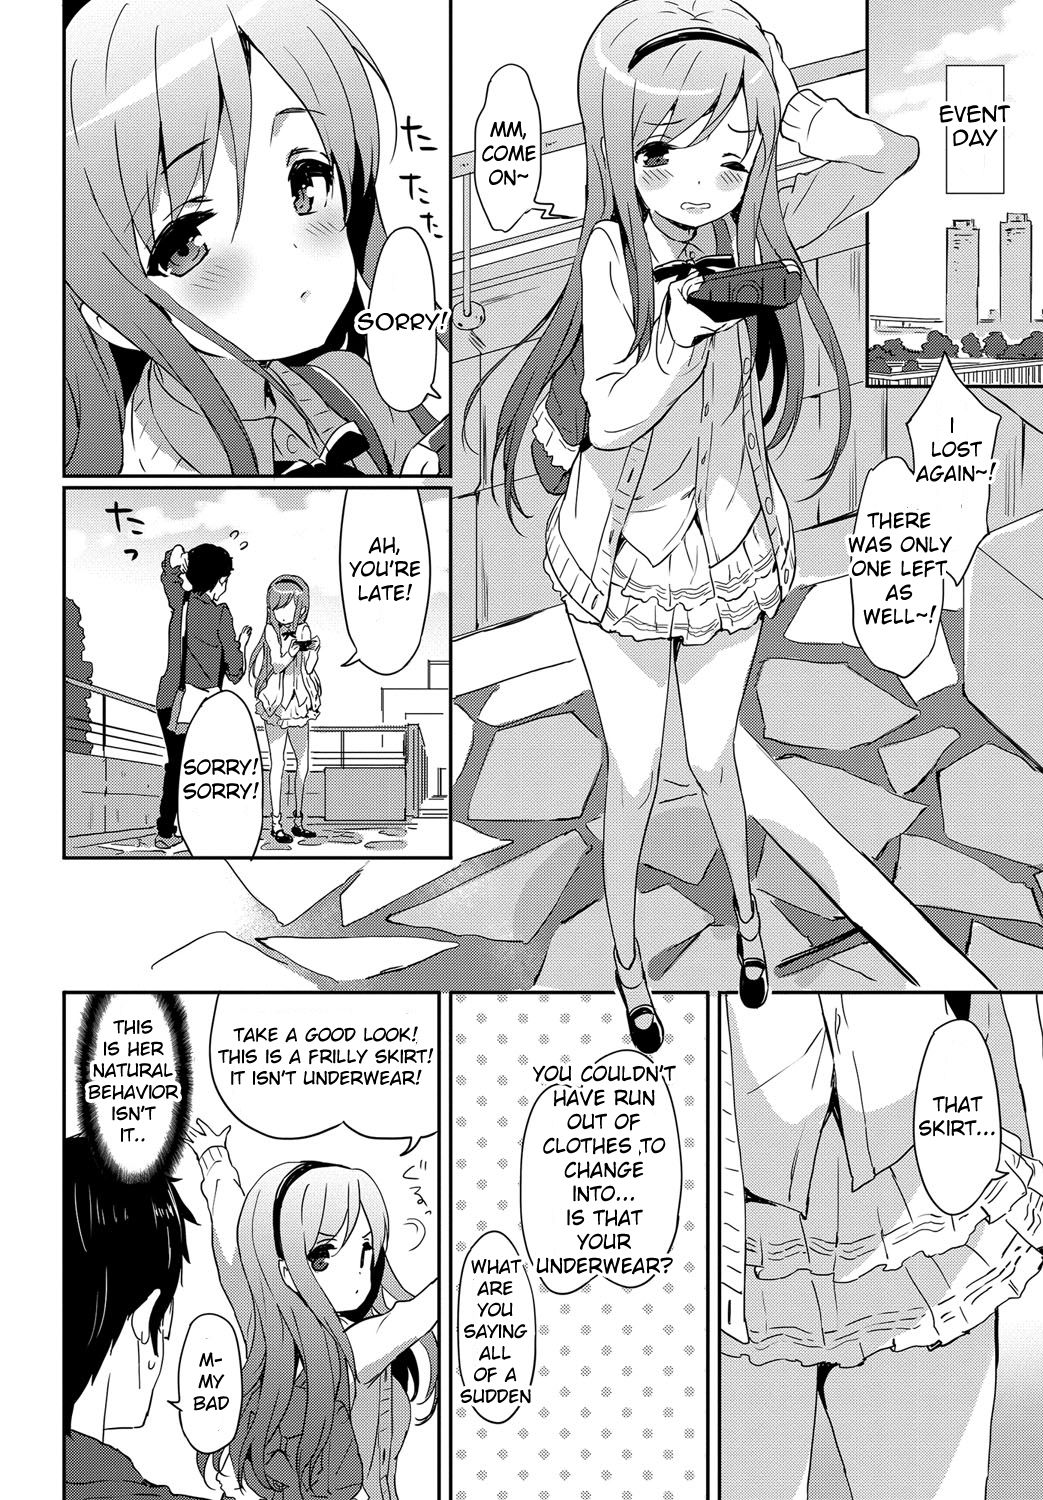 EVENT
DAY
MM,
COME
ON~
I
LOST
AGAIN~!
THERE
WAS ONLY
ONE LEFT
AS
WELL~!
たっ
たた
SORRY!
たっ
AH,
YOU'RE
LATE!
SORRY!
SORRY!
THAT
SKIRT...
YOU COULDN'T
HAVE RUN
OUT OF
CLOTHES TO
CHANGE
INTO...
IS THAT
YOUR
UNDERWEAR?
WHAT
ARE
YOU
SAYING
ALL
OF A
SUDDEN
TAKE A GOOD LOOK!
THIS IS A FRILLY SKIRT!
IT ISN'T UNDERWEAR!
THIS
IS HER
NATURAL
BEHAVIOR
ISN'T
IT..
M-
MY
BAD